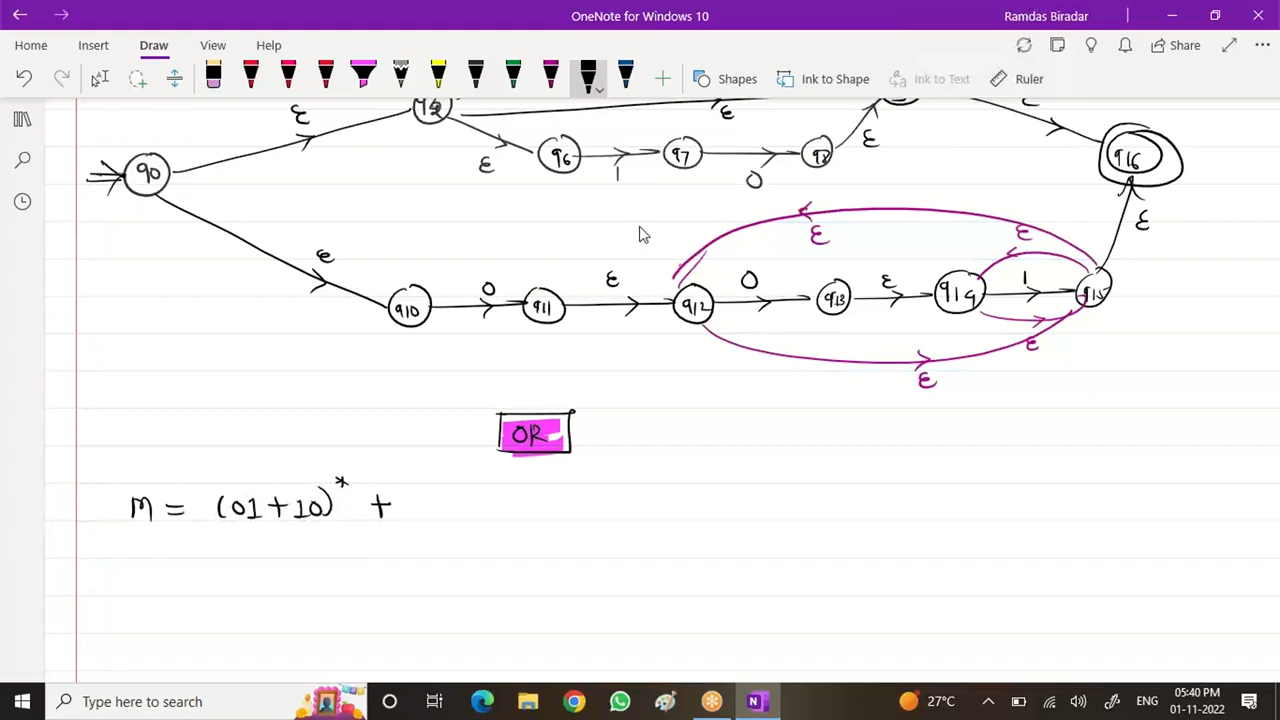 OneNote for Windows 10
Ramdas Biradar
Home Insert Draw View Help
Share
Shapes Ink to Shape Ink to Text Ruler
ε ε ε
q0 ε q6 1 q7 0 q8 ε q16
ε ε
ε ε
q10 0 q11 ε q12 0 q13 ε q14 1 q15
ε
ε
OR
M = (01+10)* +
Type here to search
27°C
ENG
05:40 PM
01-11-2022